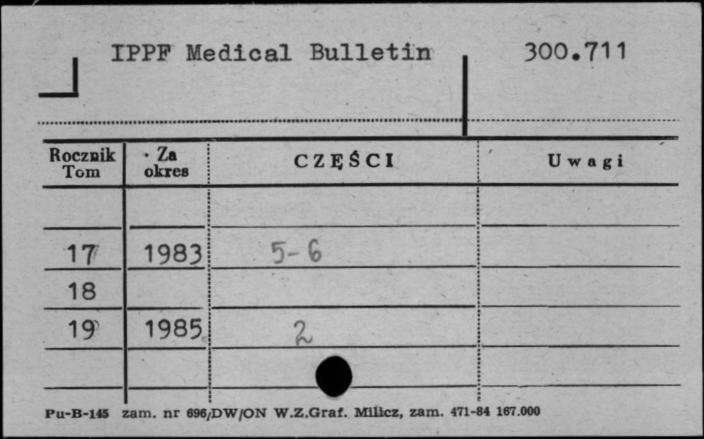 IPPF Medical Bulletin 300.711
Rocznik Tom Za okres CZĘŚCI Uwagi
17 1983 5-6
18
19 1985 2
Pu-B-145 zam. nr 696/DW/ON W.Z.Graf. Milicz, zam. 471-84 167.000